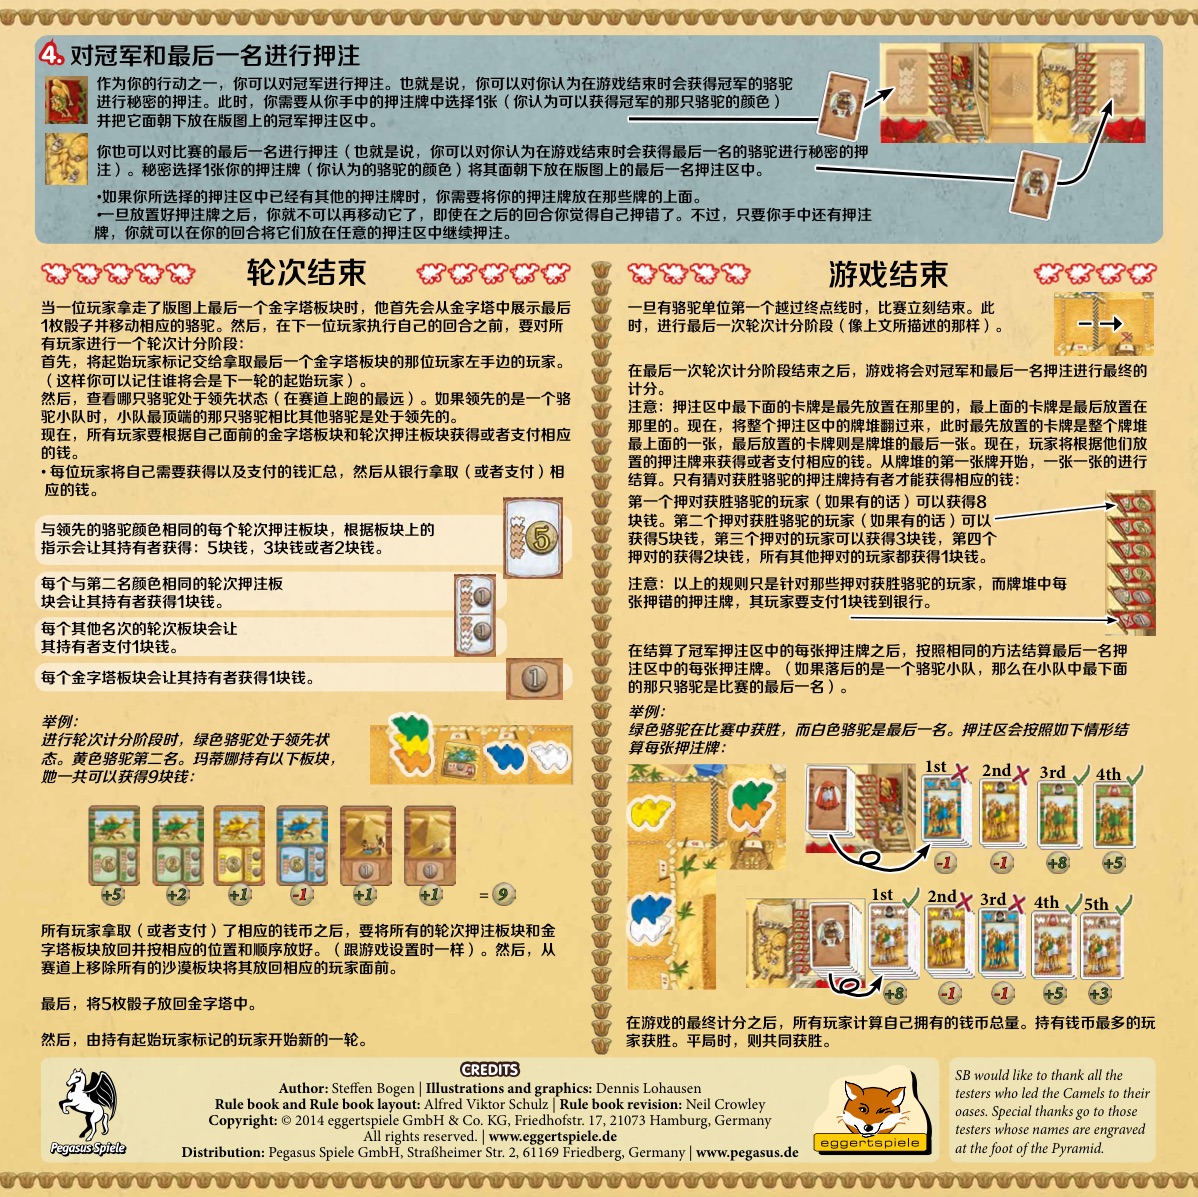 4. 对冠军和最后一名进行押注
作为你的行动之一，你可以对冠军进行押注。也就是说，你可以对你认为在游戏结束时会获得冠军的骆驼
进行秘密的押注。此时，你需要从你手中的押注牌中选择1张（你认为可以获得冠军的那只骆驼的颜色）
并把它面朝下放在版图上的冠军押注区中。
你也可以对比赛的最后一名进行押注（也就是说，你可以对你认为在游戏结束时会获得最后一名的骆驼进行秘密的押
注）。秘密选择1张你的押注牌（你认为的骆驼的颜色）将其面朝下放在版图上的最后一名押注区中。
•如果你所选择的押注区中已经有其他的押注牌时，你需要将你的押注牌放在那些牌的上面。
•一旦放置好押注牌之后，你就不可以再移动它了，即使在之后的回合你觉得自己押错了。不过，只要你手中还有押注
牌，你就可以在你的回合将它们放在任意的押注区中继续押注。
轮次结束
当一位玩家拿走了版图上最后一个金字塔板块时，他首先会从金字塔中展示最后
1枚骰子并移动相应的骆驼。然后，在下一位玩家执行自己的回合之前，要对所
有玩家进行一个轮次计分阶段：
首先，将起始玩家标记交给拿取最后一个金字塔板块的那位玩家左手边的玩家。
（这样你可以记住谁将会是下一轮的起始玩家）。
然后，查看哪只骆驼处于领先状态（在赛道上跑的最远）。如果领先的是一个骆
驼小队时，小队最顶端的那只骆驼相比其他骆驼是处于领先的。
现在，所有玩家要根据自己面前的金字塔板块和轮次押注板块获得或者支付相应
的钱。
• 每位玩家将自己需要获得以及支付的钱汇总，然后从银行拿取（或者支付）相
应的钱。
与领先的骆驼颜色相同的每个轮次押注板块，根据板块上的
指示会让其持有者获得：5块钱，3块钱或者2块钱。
5
每个与第二名颜色相同的轮次押注板
块会让其持有者获得1块钱。
1
每个其他名次的轮次板块会让
其持有者支付1块钱。
1
每个金字塔板块会让其持有者获得1块钱。
1
举例：
进行轮次计分阶段时，绿色骆驼处于领先状
态。黄色骆驼第二名。玛蒂娜持有以下板块，
她一共可以获得9块钱：
+5 +2 +1 -1 +1 +1 = 9
所有玩家拿取（或者支付）了相应的钱币之后，要将所有的轮次押注板块和金
字塔板块放回并按相应的位置和顺序放好。（跟游戏设置时一样）。然后，从
赛道上移除所有的沙漠板块将其放回相应的玩家面前。
最后，将5枚骰子放回金字塔中。
然后，由持有起始玩家标记的玩家开始新的一轮。
游戏结束
一旦有骆驼单位第一个越过终点线时，比赛立刻结束。此
时，进行最后一次轮次计分阶段（像上文所描述的那样）。
在最后一次轮次计分阶段结束之后，游戏将会对冠军和最后一名押注进行最终的
计分。
注意：押注区中最下面的卡牌是最先放置在那里的，最上面的卡牌是最后放置在
那里的。现在，将整个押注区中的牌堆翻过来，此时最先放置的卡牌是整个牌堆
最上面的一张，最后放置的卡牌则是牌堆的最后一张。现在，玩家将根据他们放
置的押注牌来获得或者支付相应的钱。从牌堆的第一张牌开始，一张一张的进行
结算。只有猜对获胜骆驼的押注牌持有者才能获得相应的钱：
第一个押对获胜骆驼的玩家（如果有的话）可以获得8
块钱。第二个押对获胜骆驼的玩家（如果有的话）可以
获得5块钱，第三个押对的玩家可以获得3块钱，第四个
押对的获得2块钱，所有其他押对的玩家都获得1块钱。
注意：以上的规则只是针对那些押对获胜骆驼的玩家，而牌堆中每
张押错的押注牌，其玩家要支付1块钱到银行。
在结算了冠军押注区中的每张押注牌之后，按照相同的方法结算最后一名押
注区中的每张押注牌。（如果落后的是一个骆驼小队，那么在小队中最下面
的那只骆驼是比赛的最后一名）。
举例：
绿色骆驼在比赛中获胜，而白色骆驼是最后一名。押注区会按照如下情形结
算每张押注牌：
1st 2nd 3rd 4th
-1 -1 +8 +5
1st 2nd 3rd 4th 5th
+8 -1 -1 +5 +3
在游戏的最终计分之后，所有玩家计算自己拥有的钱币总量。持有钱币最多的玩
家获胜。平局时，则共同获胜。
Pegasus Spiele
CREDITS
Author: Steffen Bogen | Illustrations and graphics: Dennis Lohausen
Rule book and Rule book layout: Alfred Viktor Schulz | Rule book revision: Neil Crowley
Copyright: © 2014 eggertspiele GmbH & Co. KG, Friedhofstr. 17, 21073 Hamburg, Germany
All rights reserved. | www.eggertspiele.de
Distribution: Pegasus Spiele GmbH, Straßheimer Str. 2, 61169 Friedberg, Germany | www.pegasus.de
eggertspiele
SB would like to thank all the
testers who led the Camels to their
oases. Special thanks go to those
testers whose names are engraved
at the foot of the Pyramid.